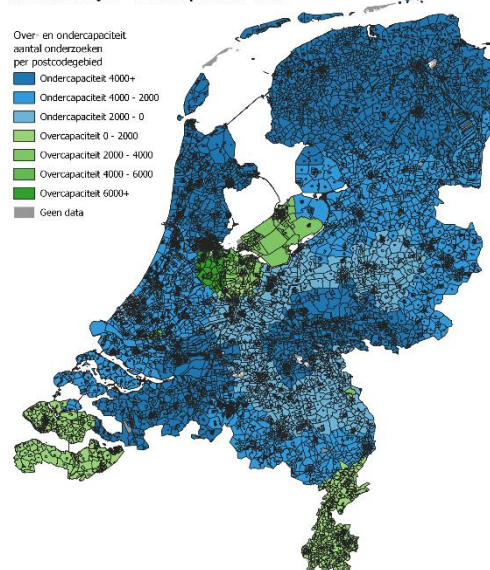 Over- en ondercapaciteit
aantal onderzoeken
per postcodegebied
Ondercapaciteit 4000+
Ondercapaciteit 4000 - 2000
Ondercapaciteit 2000 - 0
Overcapaciteit 0 - 2000
Overcapaciteit 2000 - 4000
Overcapaciteit 4000 - 6000
Overcapaciteit 6000+
Geen data